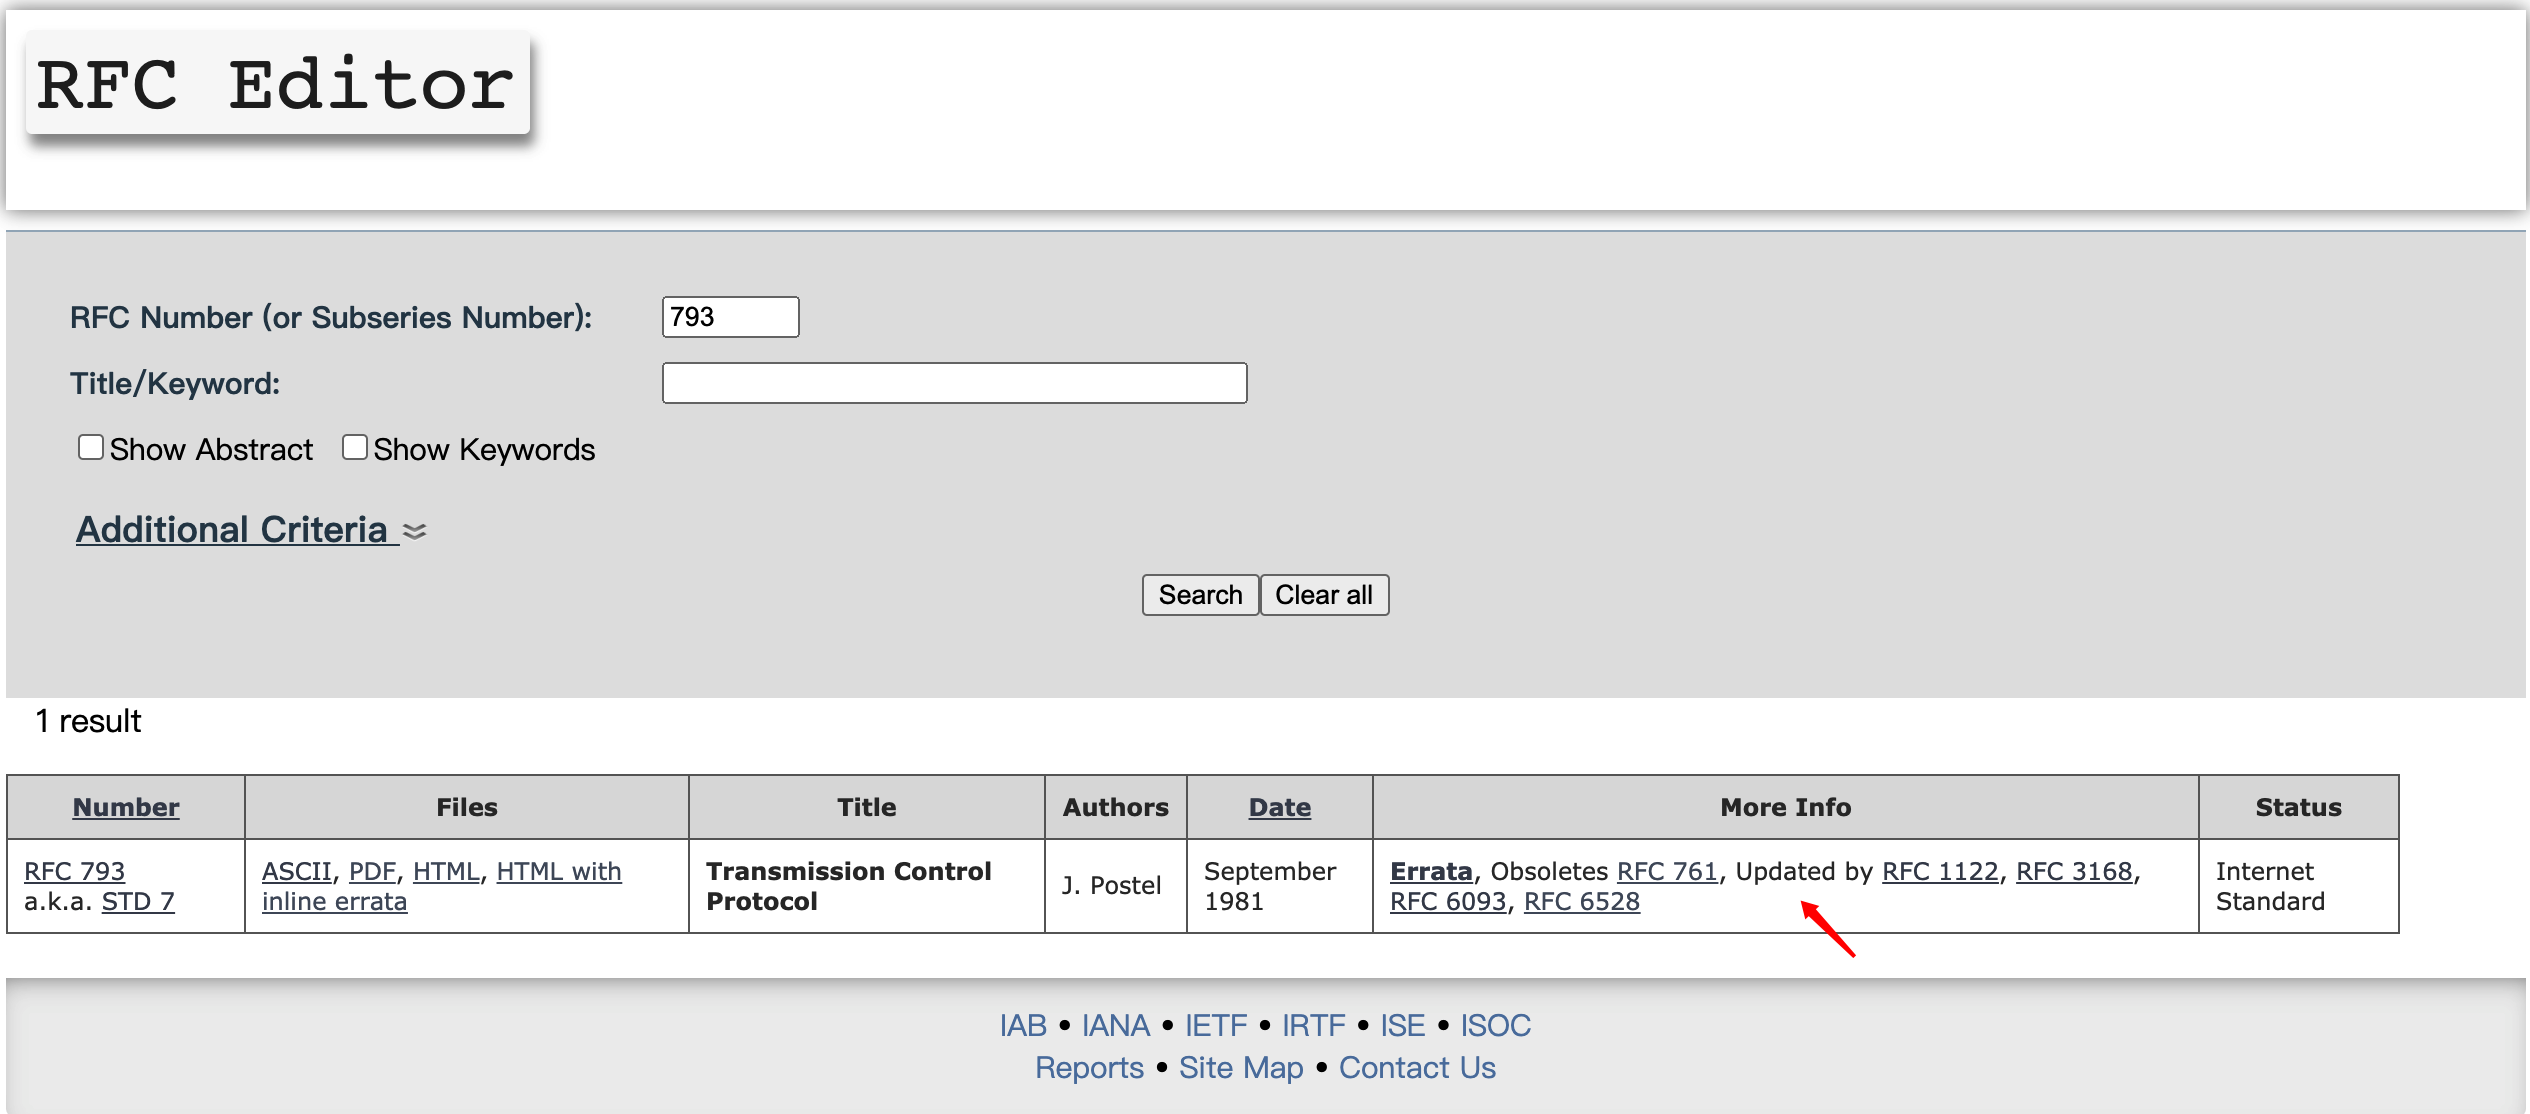 RFC Editor
RFC Number (or Subseries Number): 793
Title/Keyword:
Show Abstract Show Keywords
Additional Criteria
Search Clear all
1 result
Number Files Title Authors Date More Info Status
RFC 793
a.k.a. STD 7
ASCII, PDF, HTML, HTML with
inline errata
Transmission Control
Protocol
J. Postel
September
1981
Errata, Obsoletes RFC 761, Updated by RFC 1122, RFC 3168,
RFC 6093, RFC 6528
Internet
Standard
IAB • IANA • IETF • IRTF • ISE • ISOC
Reports • Site Map • Contact Us